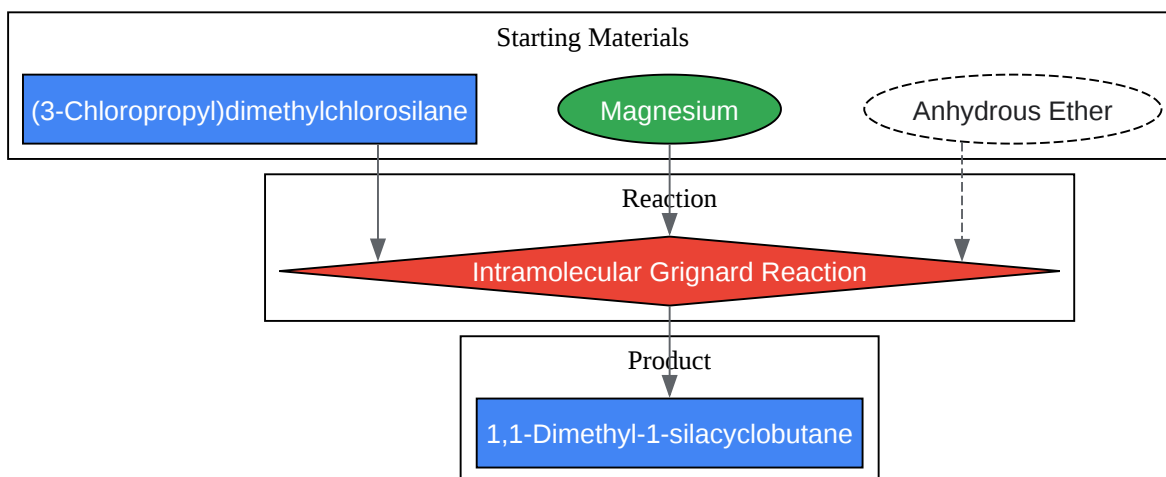 Starting Materials
(3-Chloropropyl)dimethylchlorosilane
Magnesium
Anhydrous Ether
Reaction
Intramolecular Grignard Reaction
Product
1,1-Dimethyl-1-silacyclobutane